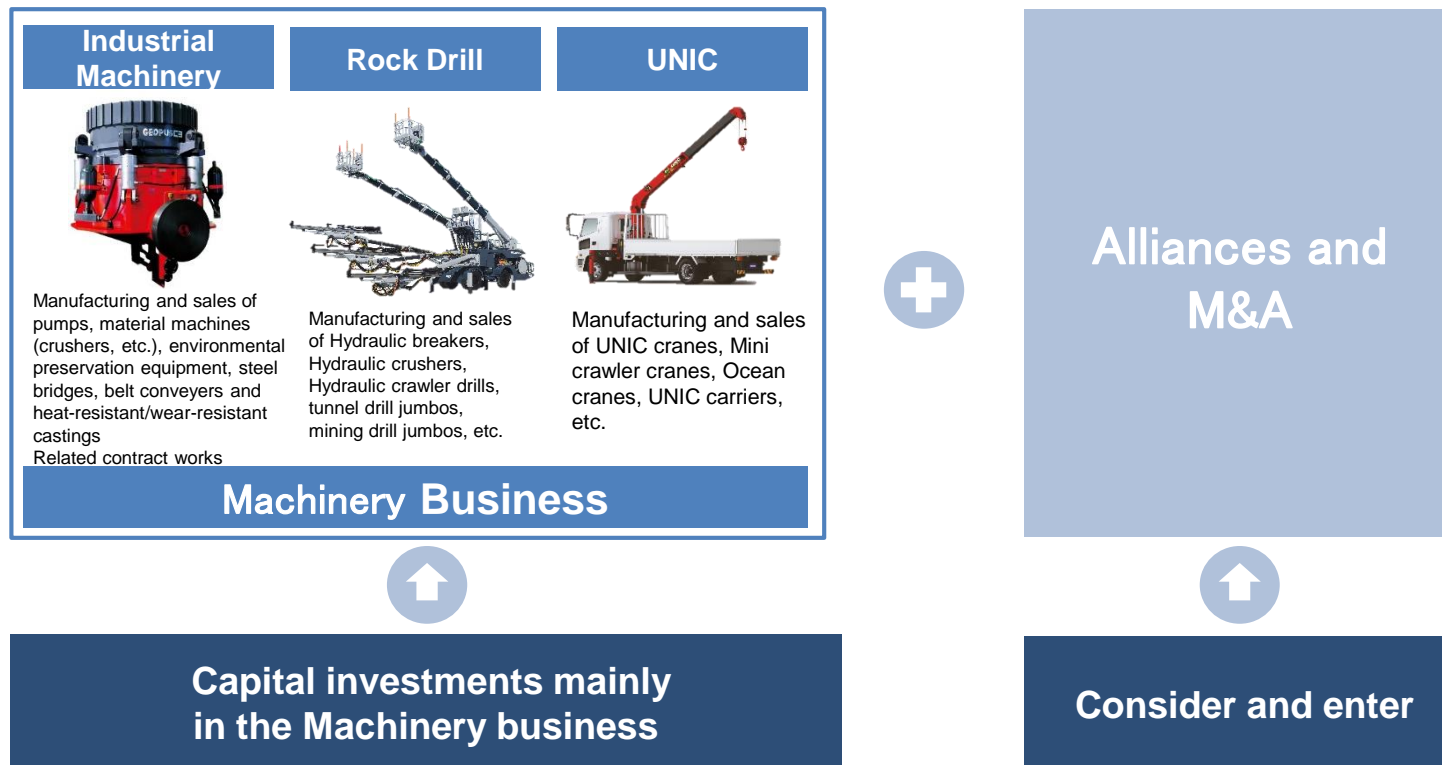 Industrial
Machinery
Rock Drill
UNIC
GEOPUS C3
Manufacturing and sales of
pumps, material machines
(crushers, etc.), environmental
preservation equipment, steel
bridges, belt conveyers and
heat-resistant/wear-resistant
castings
Related contract works
Manufacturing and sales
of Hydraulic breakers,
Hydraulic crushers,
Hydraulic crawler drills,
tunnel drill jumbos,
mining drill jumbos, etc.
Manufacturing and sales
of UNIC cranes, Mini
crawler cranes, Ocean
cranes, UNIC carriers,
etc.
Machinery Business
Alliances and
M&A
Capital investments mainly
in the Machinery business
Consider and enter